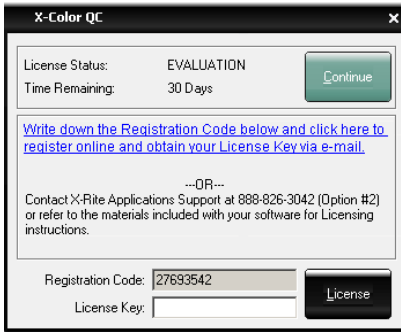 X-Color QC x
License Status: EVALUATION
Continue
Time Remaining: 30 Days
Write down the Registration Code below and click here to
register online and obtain your License Key via e-mail.
---OR---
Contact X-Rite Applications Support at 888-826-3042 (Option #2)
or refer to the materials included with your software for Licensing
instructions.
Registration Code: 27693542
License Key:
License